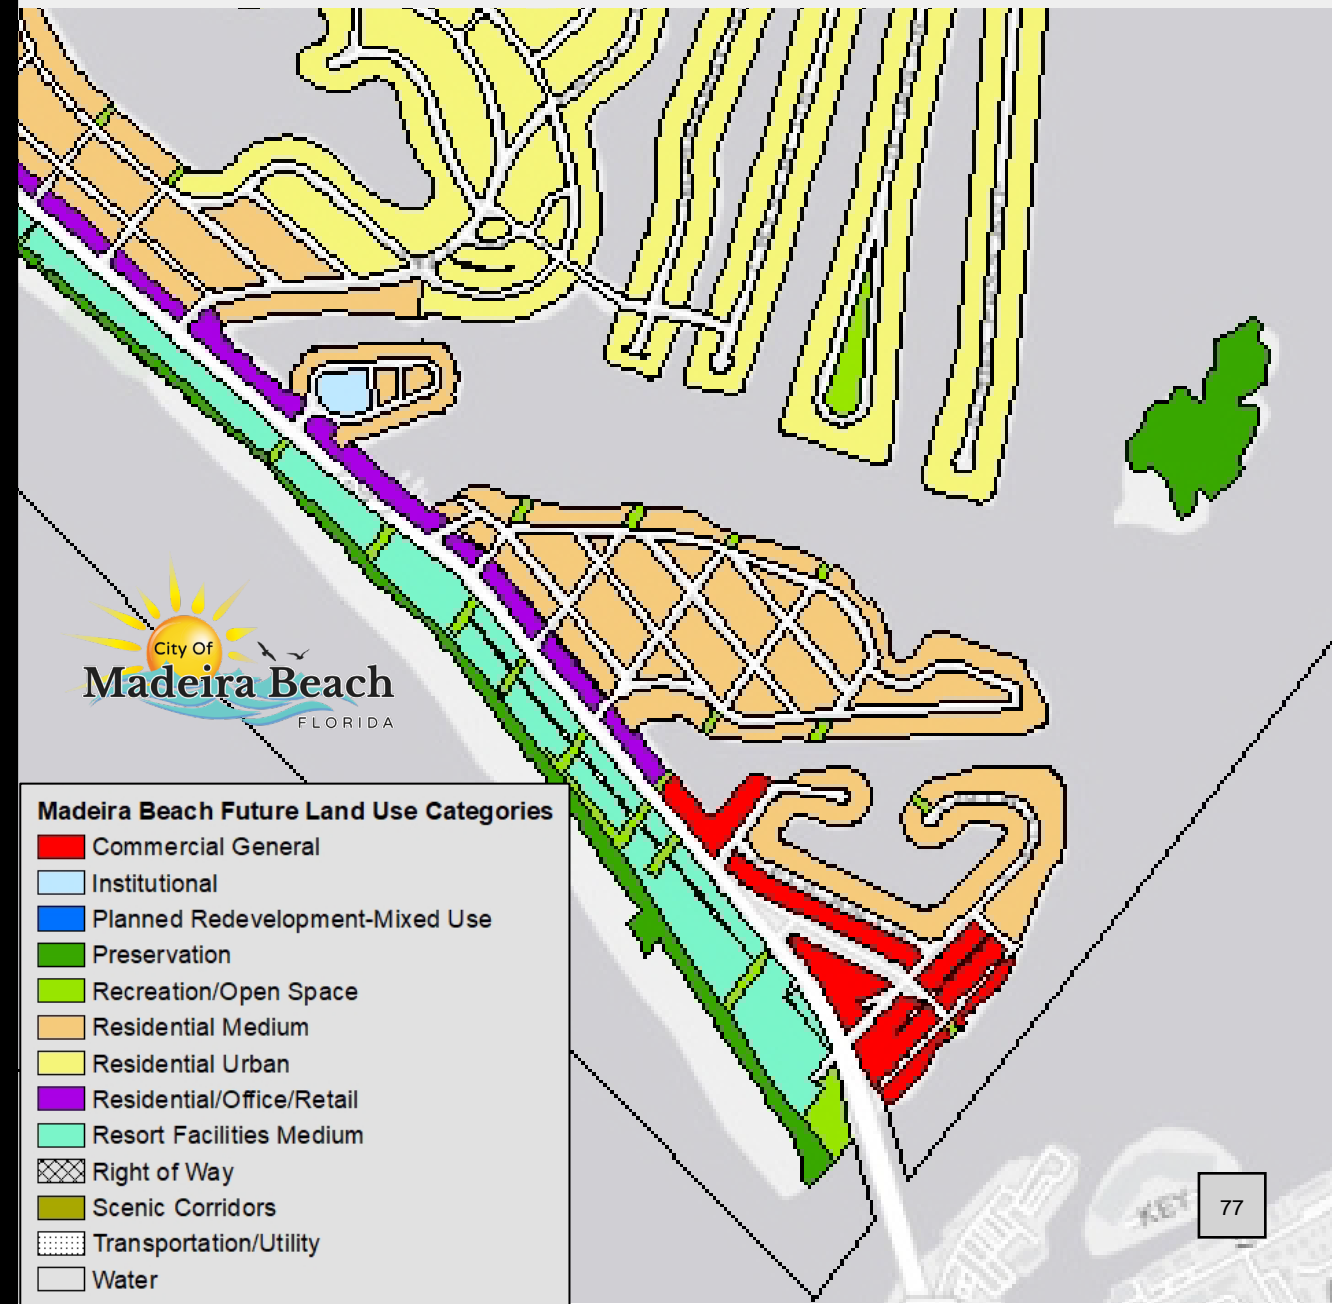 City Of
Madeira Beach
FLORIDA
Madeira Beach Future Land Use Categories
Commercial General
Institutional
Planned Redevelopment-Mixed Use
Preservation
Recreation/Open Space
Residential Medium
Residential Urban
Residential/Office/Retail
Resort Facilities Medium
Right of Way
Scenic Corridors
Transportation/Utility
Water
KEY
77